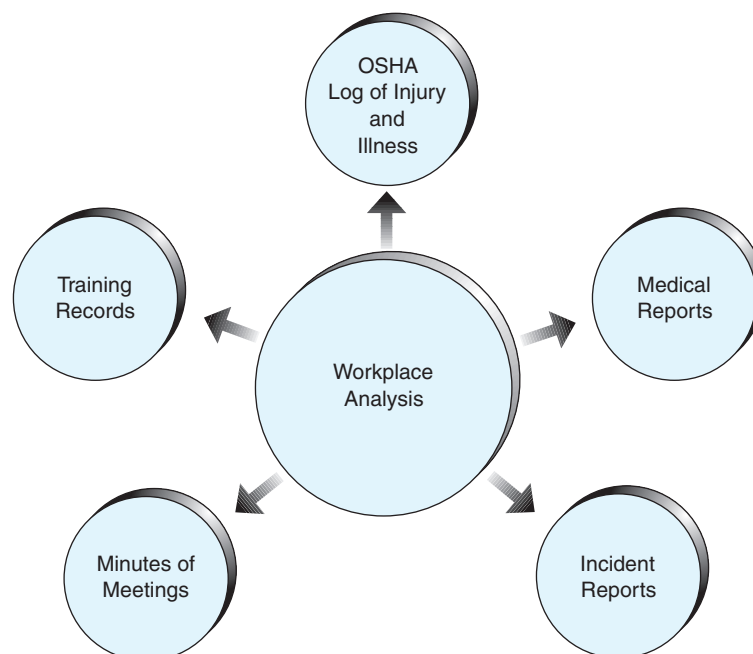 OSHA
Log of Injury
and
Illness
Training
Records
Medical
Reports
Workplace
Analysis
Minutes of
Meetings
Incident
Reports